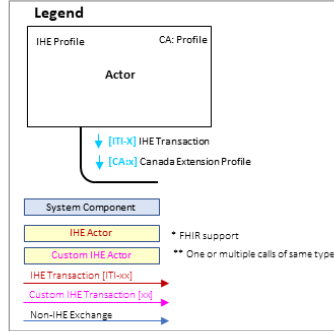 Legend
IHE Profile CA: Profile
Actor
[ITI-X] IHE Transaction
[CA:x] Canada Extension Profile
System Component
IHE Actor * FHIR support
Custom IHE Actor ** One or multiple calls of same type
IHE Transaction [ITI-xx]
Custom IHE Transaction [xx]
Non-IHE Exchange